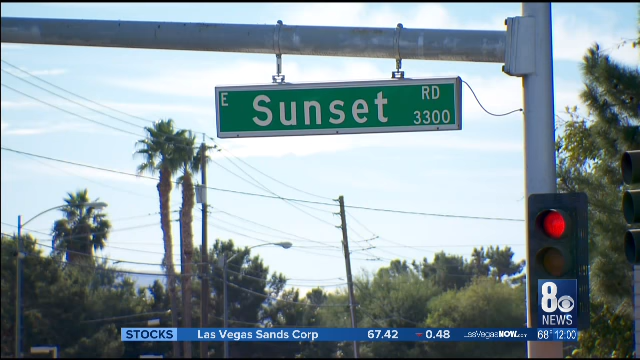 E Sunset RD
3300
8 NEWS
STOCKS Las Vegas Sands Corp 67.42 – 0.48 LasVegasNOW.com 68° 12:00